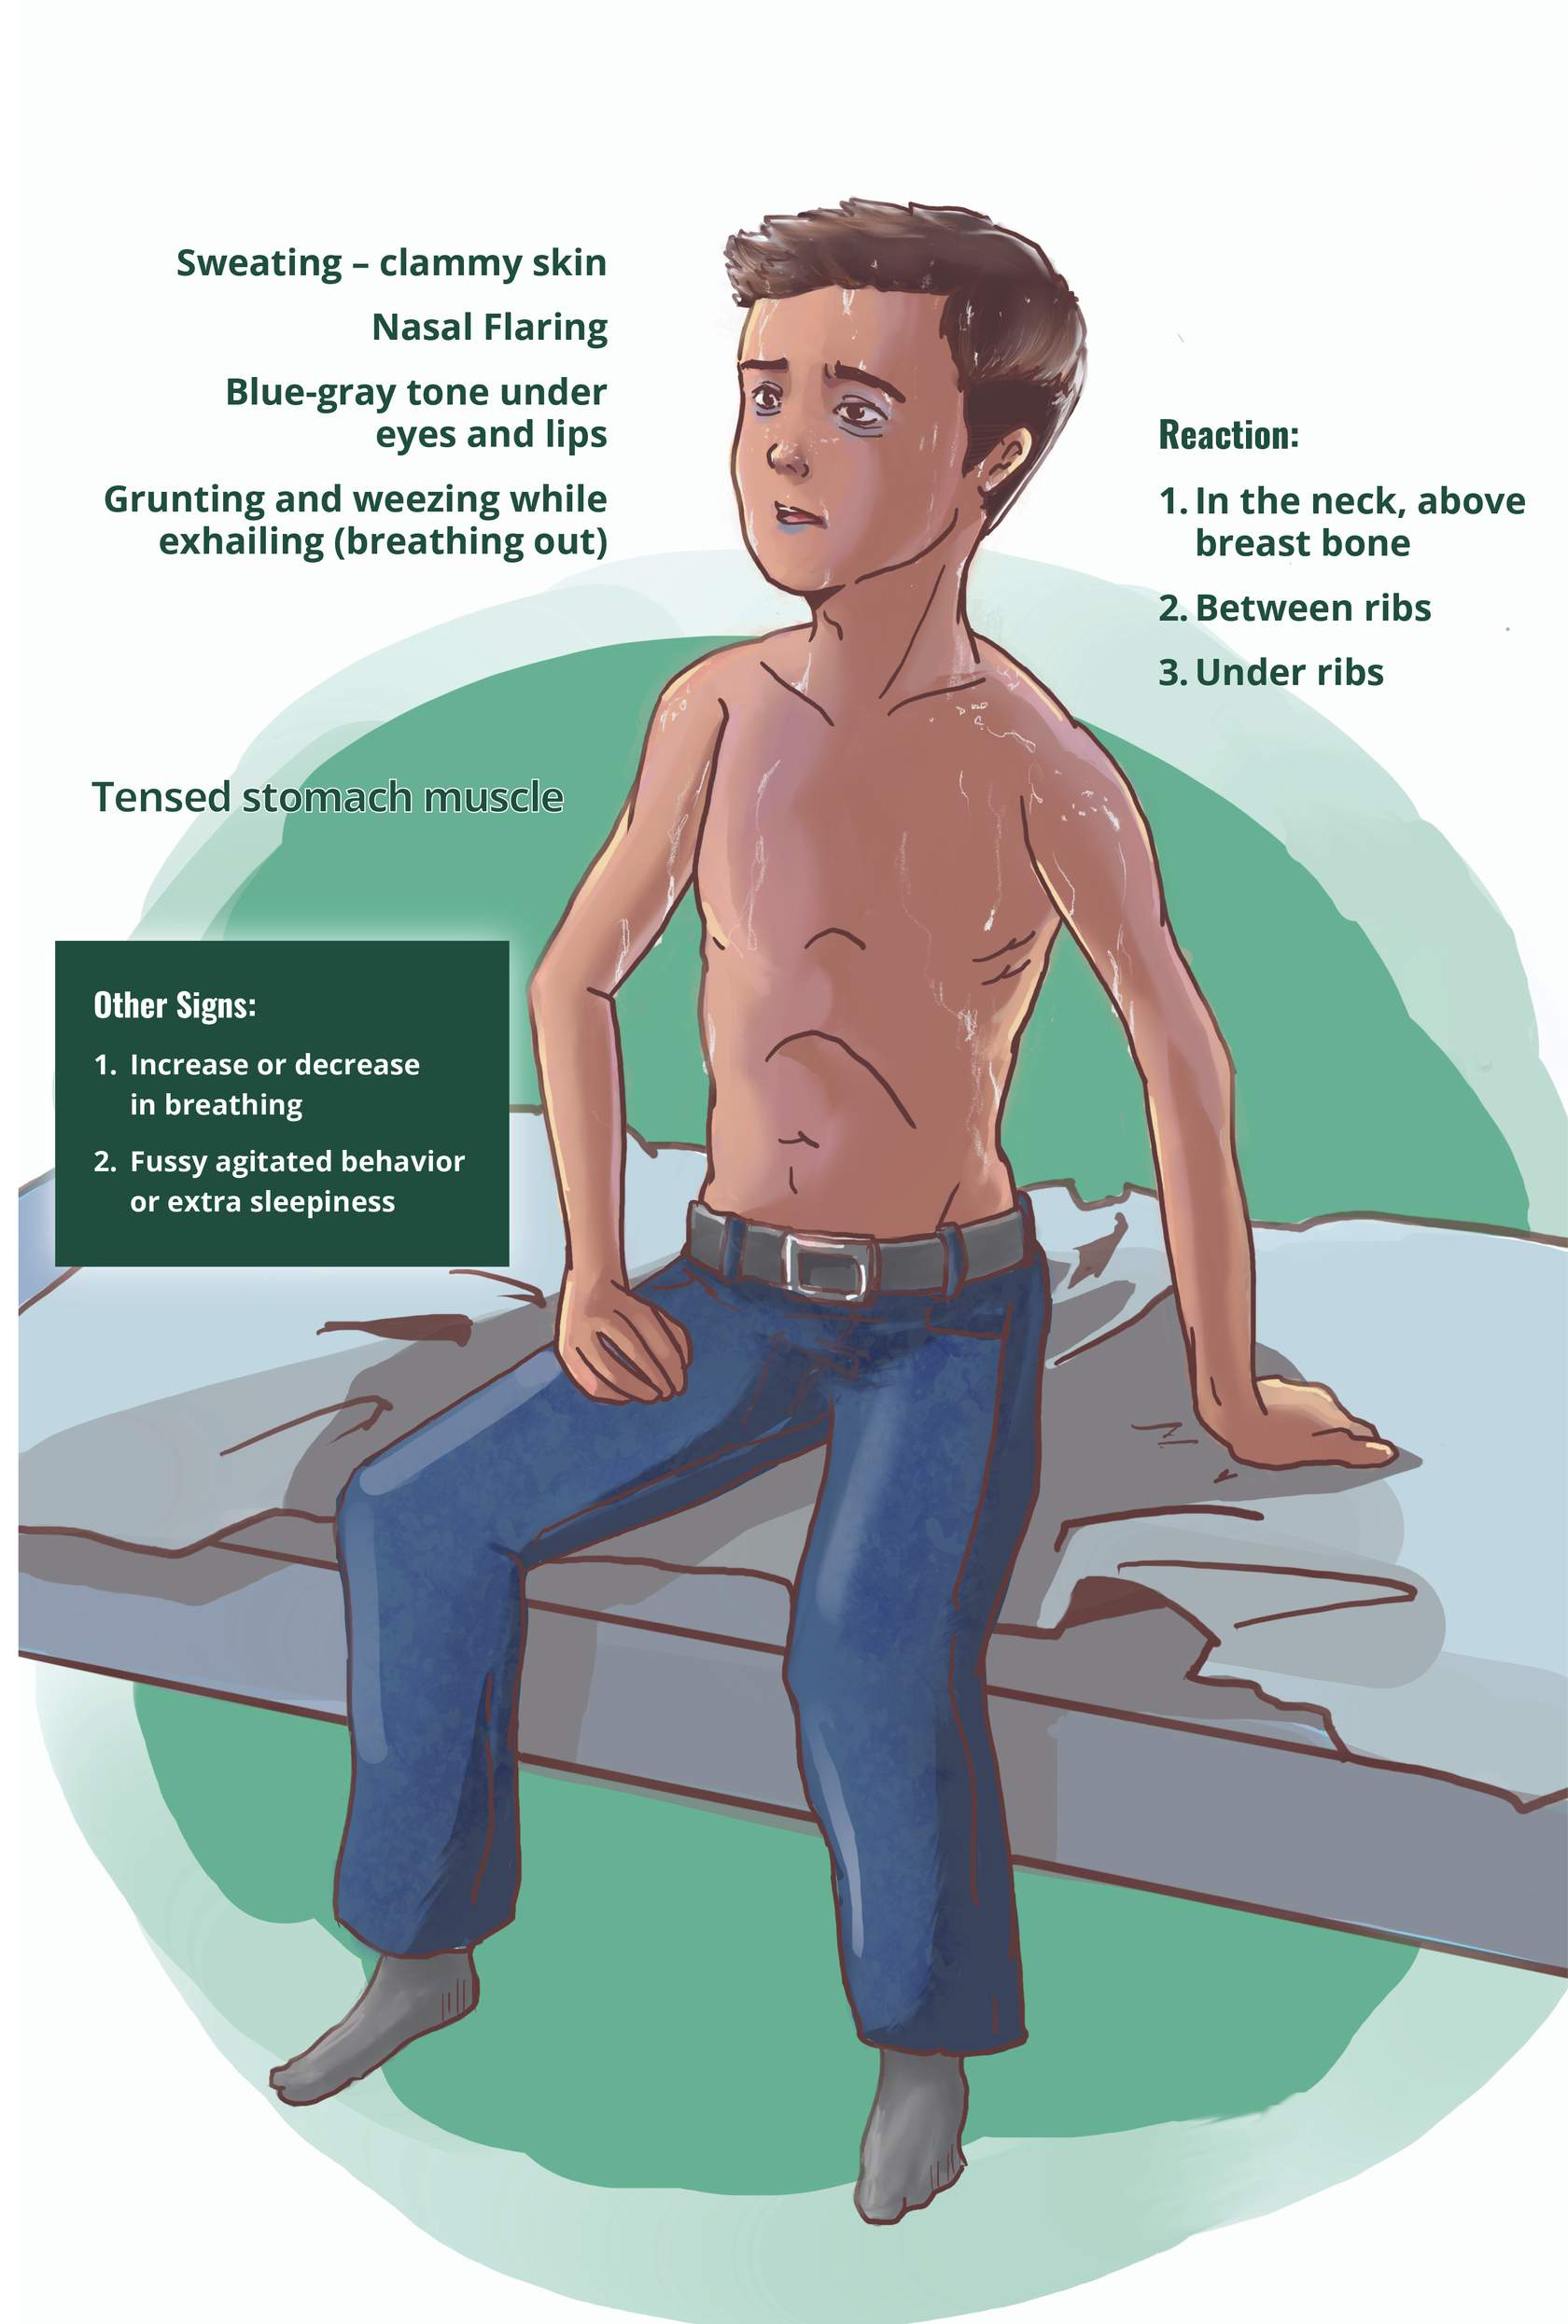 Sweating – clammy skin
Nasal Flaring
Blue-gray tone under
eyes and lips
Grunting and weezing while
exhailing (breathing out)
Reaction:
1. In the neck, above
breast bone
2. Between ribs
3. Under ribs
Tensed stomach muscle
Other Signs:
1. Increase or decrease
in breathing
2. Fussy agitated behavior
or extra sleepiness